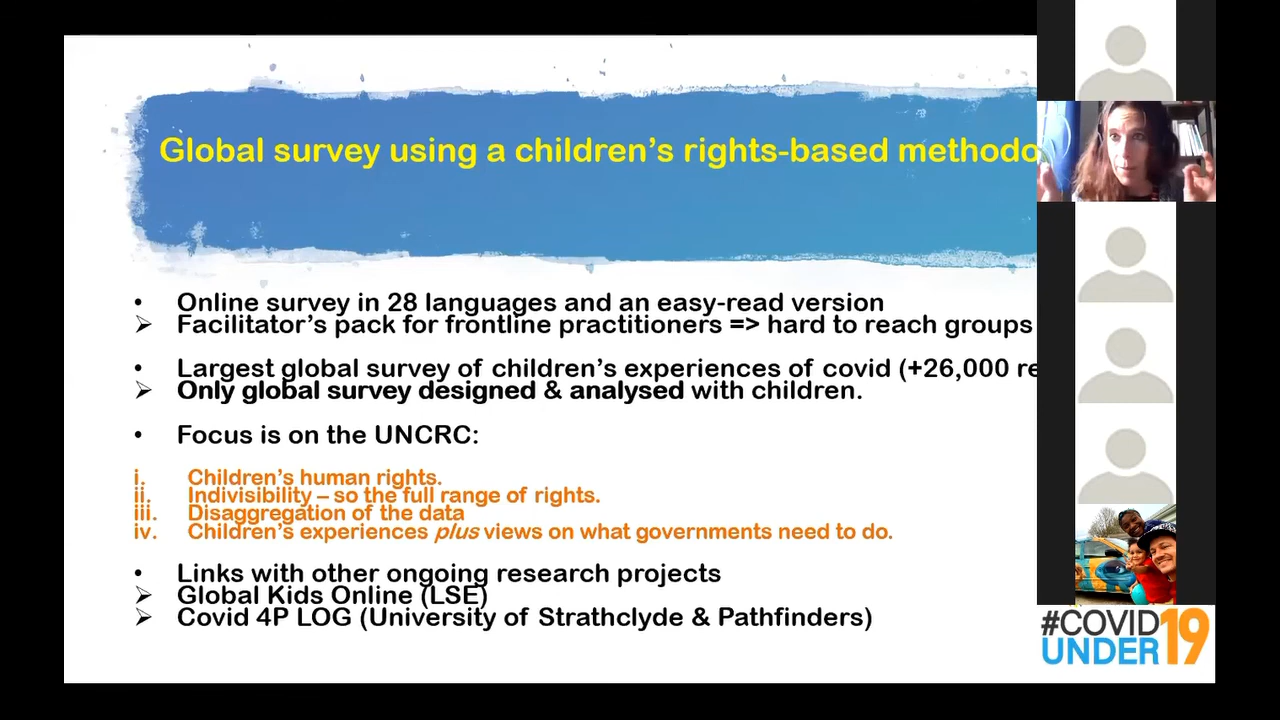 Global survey using a children's rights-based methodo
• Online survey in 28 languages and an easy-read version
➢ Facilitator's pack for frontline practitioners => hard to reach groups
• Largest global survey of children's experiences of covid (+26,000 re
➢ Only global survey designed & analysed with children.
• Focus is on the UNCRC:
i. Children's human rights.
ii. Indivisibility – so the full range of rights.
iii. Disaggregation of the data
iv. Children's experiences plus views on what governments need to do.
• Links with other ongoing research projects
➢ Global Kids Online (LSE)
➢ Covid 4P LOG (University of Strathclyde & Pathfinders)
#COVID
UNDER19